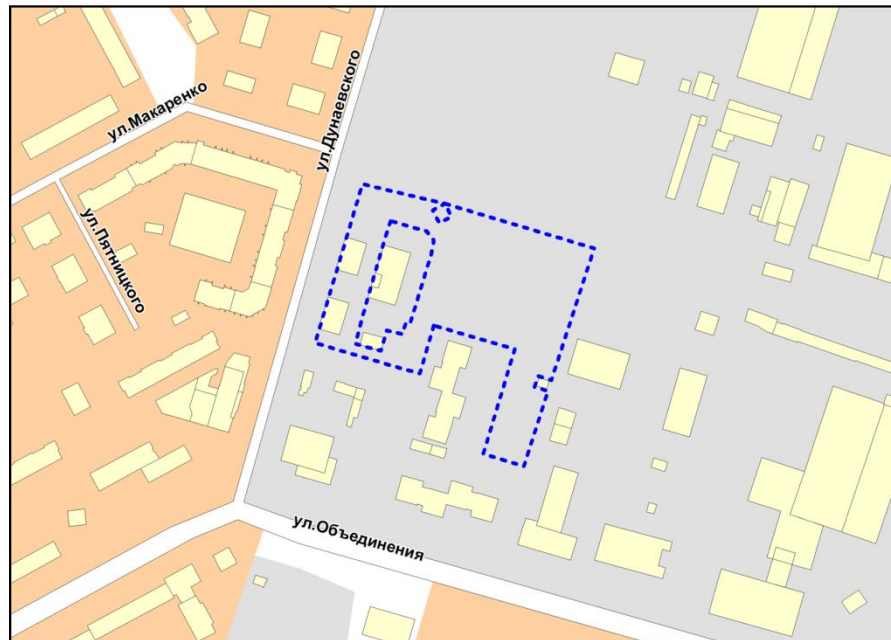 ул.Макаренко
ул.Дунаевского
ул.Пятницкого
ул.Объединения